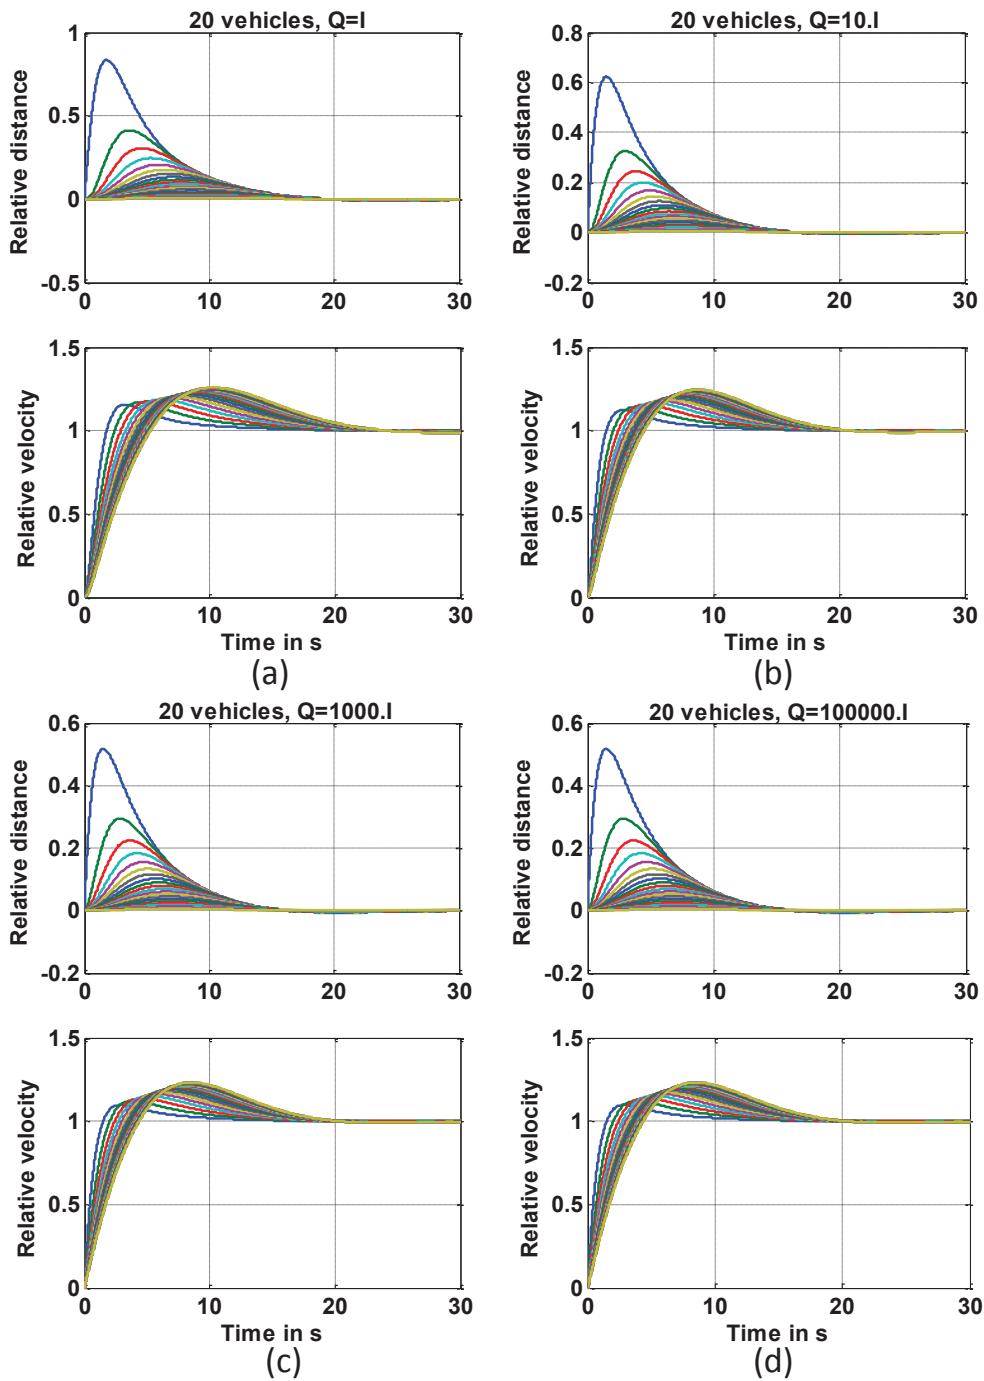 20 vehicles, Q=I
1
0.5
0
-0.5
Relative distance
0 10 20 30
1.5
1
0.5
0
Relative velocity
0 10 20 30
Time in s
(a)
20 vehicles, Q=10.I
0.8
0.6
0.4
0.2
0
-0.2
Relative distance
0 10 20 30
1.5
1
0.5
0
Relative velocity
0 10 20 30
Time in s
(b)
20 vehicles, Q=1000.I
0.6
0.4
0.2
0
-0.2
Relative distance
0 10 20 30
1.5
1
0.5
0
Relative velocity
0 10 20 30
Time in s
(c)
20 vehicles, Q=100000.I
0.6
0.4
0.2
0
-0.2
Relative distance
0 10 20 30
1.5
1
0.5
0
Relative velocity
0 10 20 30
Time in s
(d)